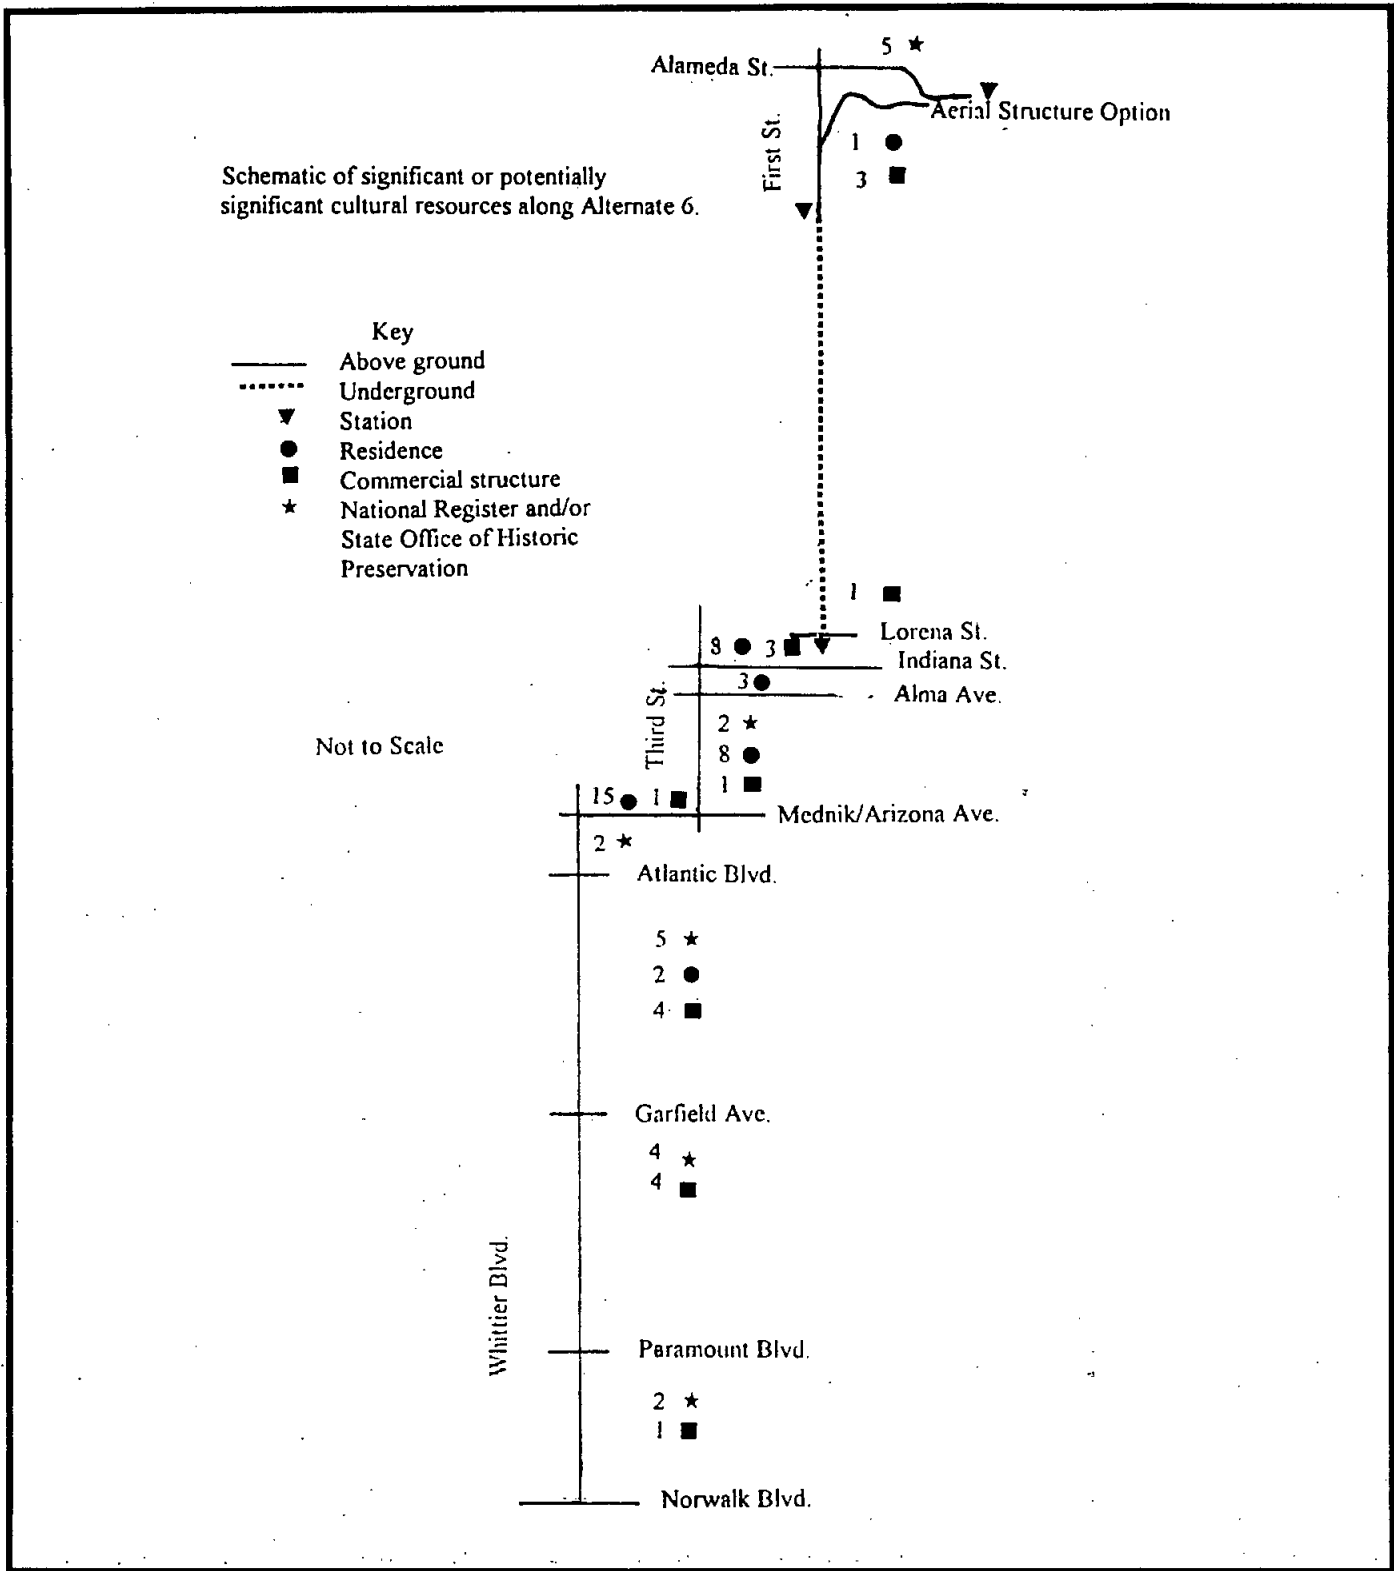 5
Alameda St.
Aerial Structure Option
First St.
1
3
Schematic of significant or potentially
significant cultural resources along Alternate 6.
Key
Above ground
Underground
Station
Residence
Commercial structure
National Register and/or
State Office of Historic
Preservation
1
Lorena St.
8 3
Indiana St.
3
Alma Ave.
Third St.
2
Not to Scale
8
1
15 1
Mednik/Arizona Ave.
2
Atlantic Blvd.
5
2
4
Garfield Ave.
4
4
Whittier Blvd.
Paramount Blvd.
2
1
Norwalk Blvd.